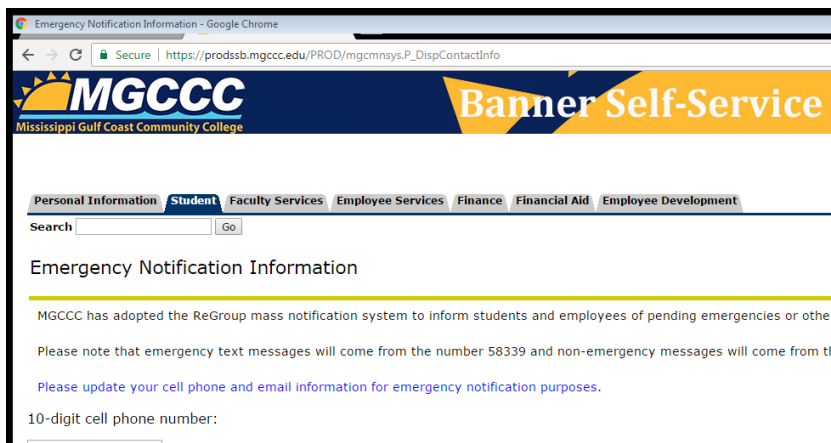 Emergency Notification Information - Google Chrome
Secure | https://prodssb.mgccc.edu/PROD/mgcmnsys.P_DispContactInfo
MGCCC
Mississippi Gulf Coast Community College
Banner Self-Service
Personal Information Student Faculty Services Employee Services Finance Financial Aid Employee Development
Search Go
Emergency Notification Information
MGCCC has adopted the ReGroup mass notification system to inform students and employees of pending emergencies or othe
Please note that emergency text messages will come from the number 58339 and non-emergency messages will come from th
Please update your cell phone and email information for emergency notification purposes.
10-digit cell phone number: